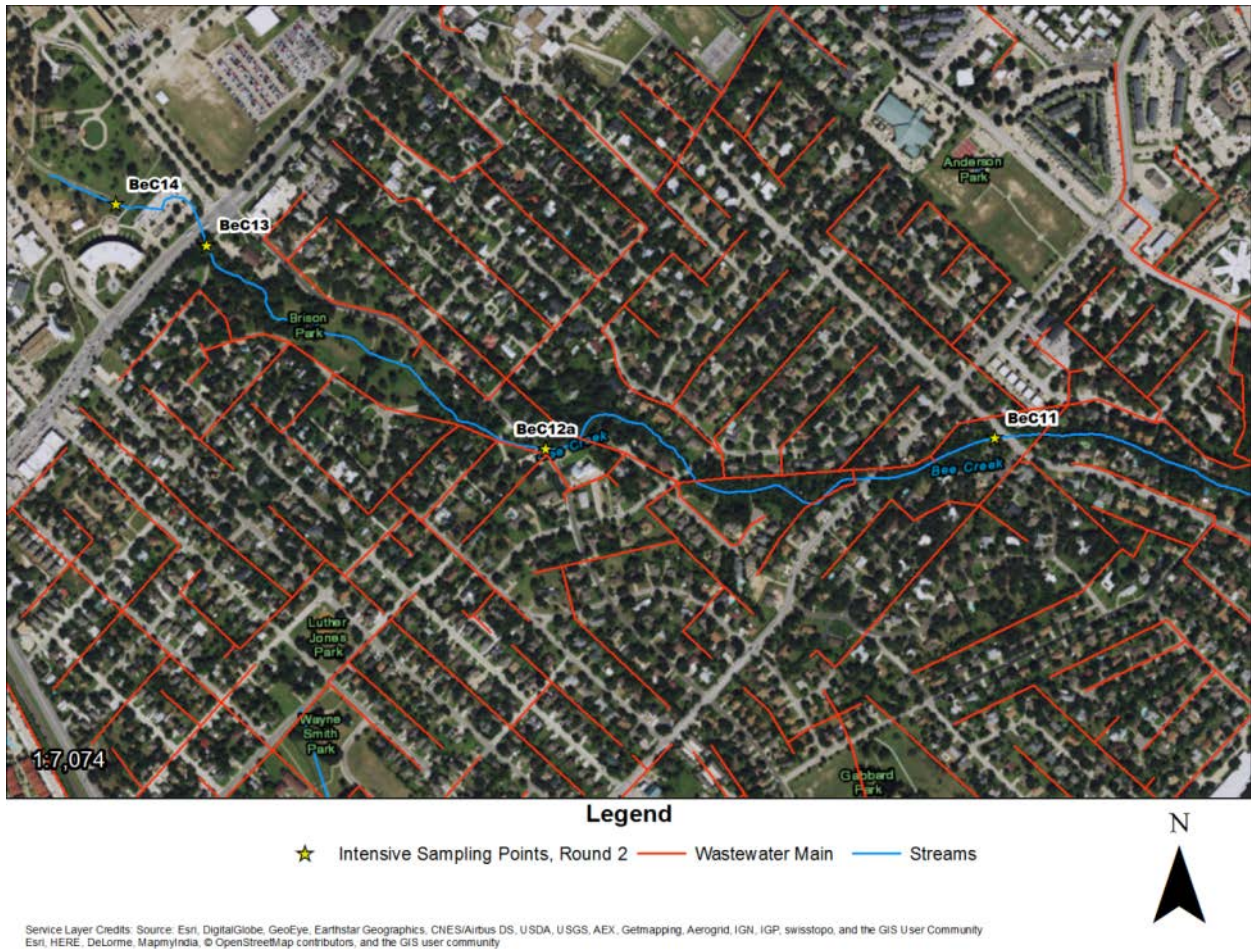 Anderson
Park
BeC14
BeC13
Brison
Park
BeC11
BeC12a
Creek
Bee Creek
Luther
Jones
Park
Wayne
Smith
Park
1:7,074
Gabbard
Park
Legend
N
Intensive Sampling Points, Round 2 Wastewater Main Streams
Service Layer Credits: Source: Esri, DigitalGlobe, GeoEye, Earthstar Geographics, CNES/Airbus DS, USDA, USGS, AEX, Getmapping, Aerogrid, IGN, IGP, swisstopo, and the GIS User Community
Esri, HERE, DeLorme, MapmyIndia, © OpenStreetMap contributors, and the GIS user community